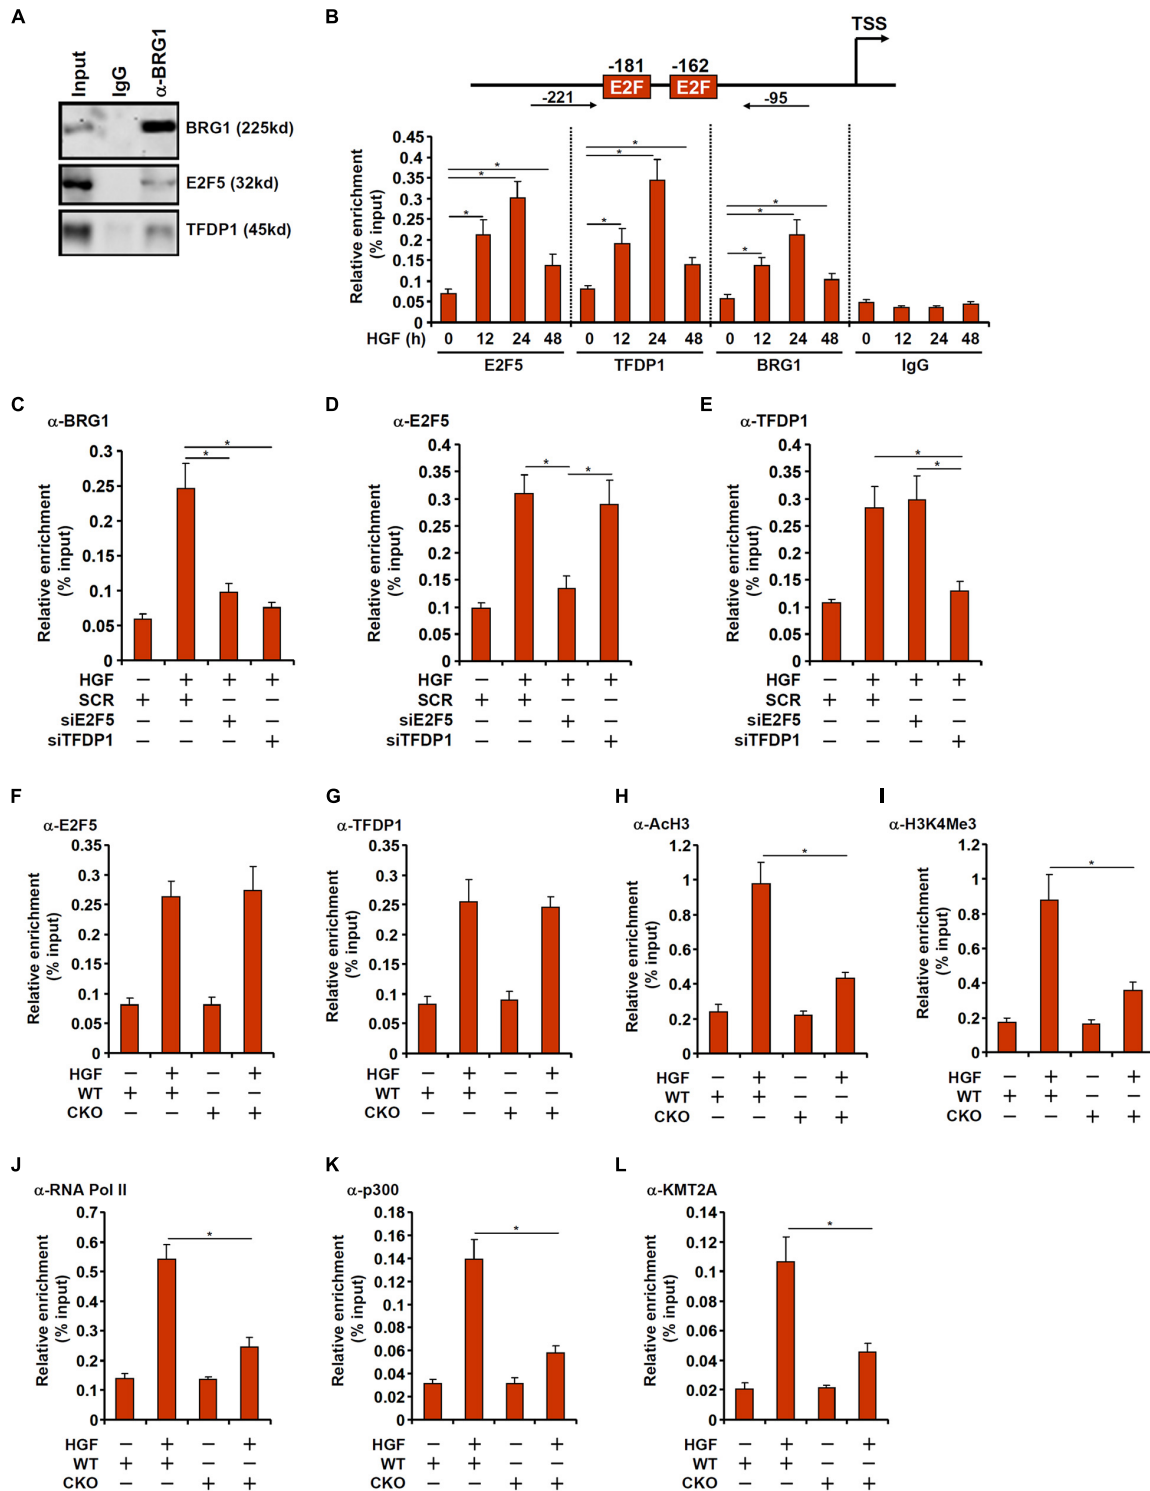 A
Input
IgG
α-BRG1
BRG1 (225kd)
E2F5 (32kd)
TFDP1 (45kd)
B
TSS
-181 -162
E2F E2F
-221 -95
Relative enrichment
(% input)
0.45
0.4
0.35
0.3
0.25
0.2
0.15
0.1
0.05
0
* * * * * * * * *
HGF (h) 0 12 24 48 0 12 24 48 0 12 24 48 0 12 24 48
E2F5 TFDP1 BRG1 IgG
C
α-BRG1
Relative enrichment
(% input)
0.3
0.25
0.2
0.15
0.1
0.05
0
* *
HGF − + + +
SCR + + − −
siE2F5 − − + −
siTFDP1 − − − +
D
α-E2F5
Relative enrichment
(% input)
0.4
0.35
0.3
0.25
0.2
0.15
0.1
0.05
0
* *
HGF − + + +
SCR + + − −
siE2F5 − − + −
siTFDP1 − − − +
E
α-TFDP1
Relative enrichment
(% input)
0.4
0.35
0.3
0.25
0.2
0.15
0.1
0.05
0
* *
HGF − + + +
SCR + + − −
siE2F5 − − + −
siTFDP1 − − − +
F
α-E2F5
Relative enrichment
(% input)
0.35
0.3
0.25
0.2
0.15
0.1
0.05
0
HGF − + − +
WT + + − −
CKO − − + +
G
α-TFDP1
Relative enrichment
(% input)
0.35
0.3
0.25
0.2
0.15
0.1
0.05
0
HGF − + − +
WT + + − −
CKO − − + +
H
α-AcH3
Relative enrichment
(% input)
1.2
1
0.8
0.6
0.4
0.2
0
*
HGF − + − +
WT + + − −
CKO − − + +
I
α-H3K4Me3
Relative enrichment
(% input)
1.2
1
0.8
0.6
0.4
0.2
0
*
HGF − + − +
WT + + − −
CKO − − + +
J
α-RNA Pol II
Relative enrichment
(% input)
0.7
0.6
0.5
0.4
0.3
0.2
0.1
0
*
HGF − + − +
WT + + − −
CKO − − + +
K
α-p300
Relative enrichment
(% input)
0.18
0.16
0.14
0.12
0.1
0.08
0.06
0.04
0.02
0
*
HGF − + − +
WT + + − −
CKO − − + +
L
α-KMT2A
Relative enrichment
(% input)
0.14
0.12
0.1
0.08
0.06
0.04
0.02
0
*
HGF − + − +
WT + + − −
CKO − − + +